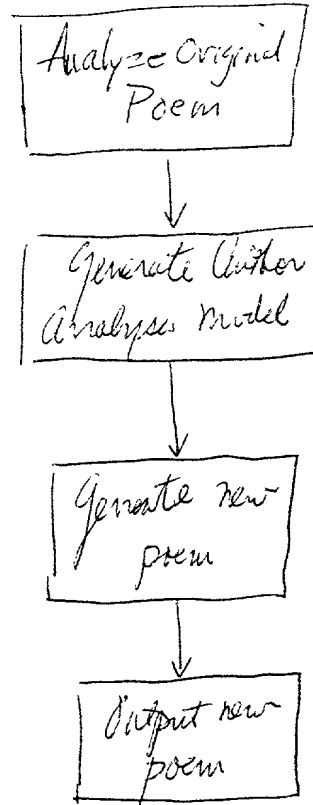 Analyze Original
Poem
Generate Author
Analysis Model
Generate new
poem
Output new
poem